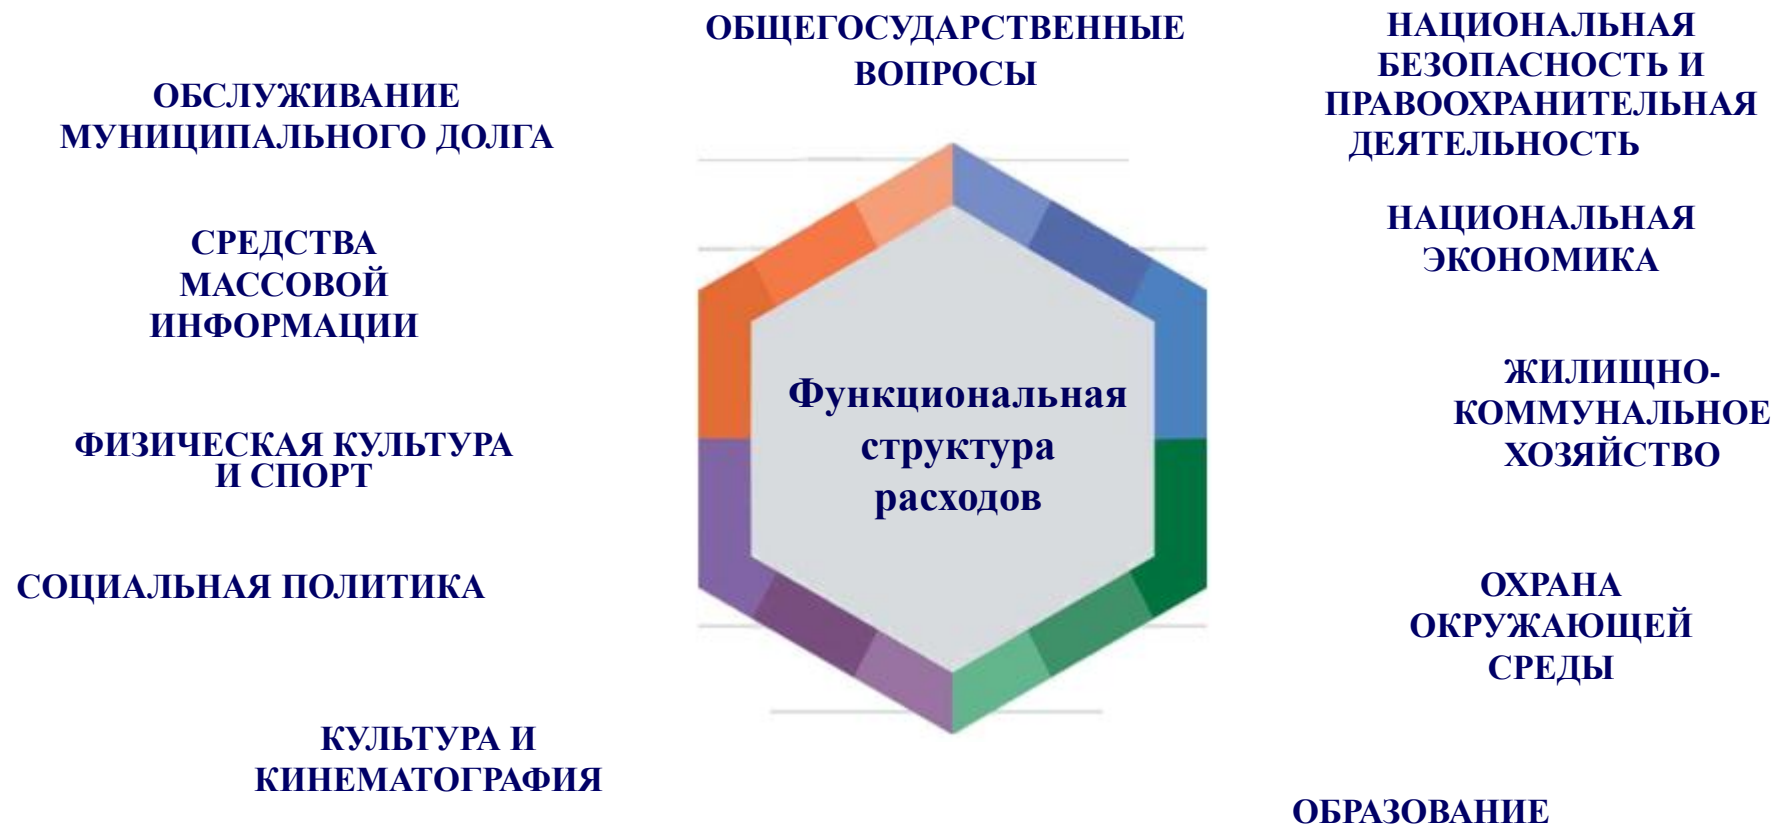 ОБЩЕГОСУДАРСТВЕННЫЕ
ВОПРОСЫ
НАЦИОНАЛЬНАЯ
БЕЗОПАСНОСТЬ И
ПРАВООХРАНИТЕЛЬНАЯ
ДЕЯТЕЛЬНОСТЬ
НАЦИОНАЛЬНАЯ
ЭКОНОМИКА
ЖИЛИЩНО-
КОММУНАЛЬНОЕ
ХОЗЯЙСТВО
ОХРАНА
ОКРУЖАЮЩЕЙ
СРЕДЫ
ОБРАЗОВАНИЕ
КУЛЬТУРА И
КИНЕМАТОГРАФИЯ
СОЦИАЛЬНАЯ ПОЛИТИКА
ФИЗИЧЕСКАЯ КУЛЬТУРА
И СПОРТ
СРЕДСТВА
МАССОВОЙ
ИНФОРМАЦИИ
ОБСЛУЖИВАНИЕ
МУНИЦИПАЛЬНОГО ДОЛГА
Функциональная
структура
расходов